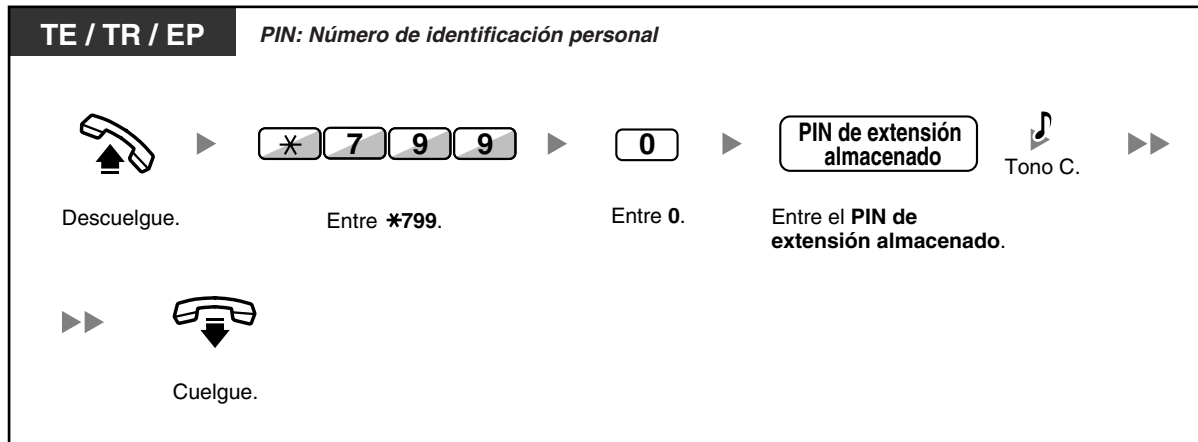 TE / TR / EP
PIN: Número de identificación personal
* 7 9 9
0
PIN de extensión
almacenado
Tono C.
Descuelgue.
Entre *799.
Entre 0.
Entre el PIN de
extensión almacenado.
Cuelgue.